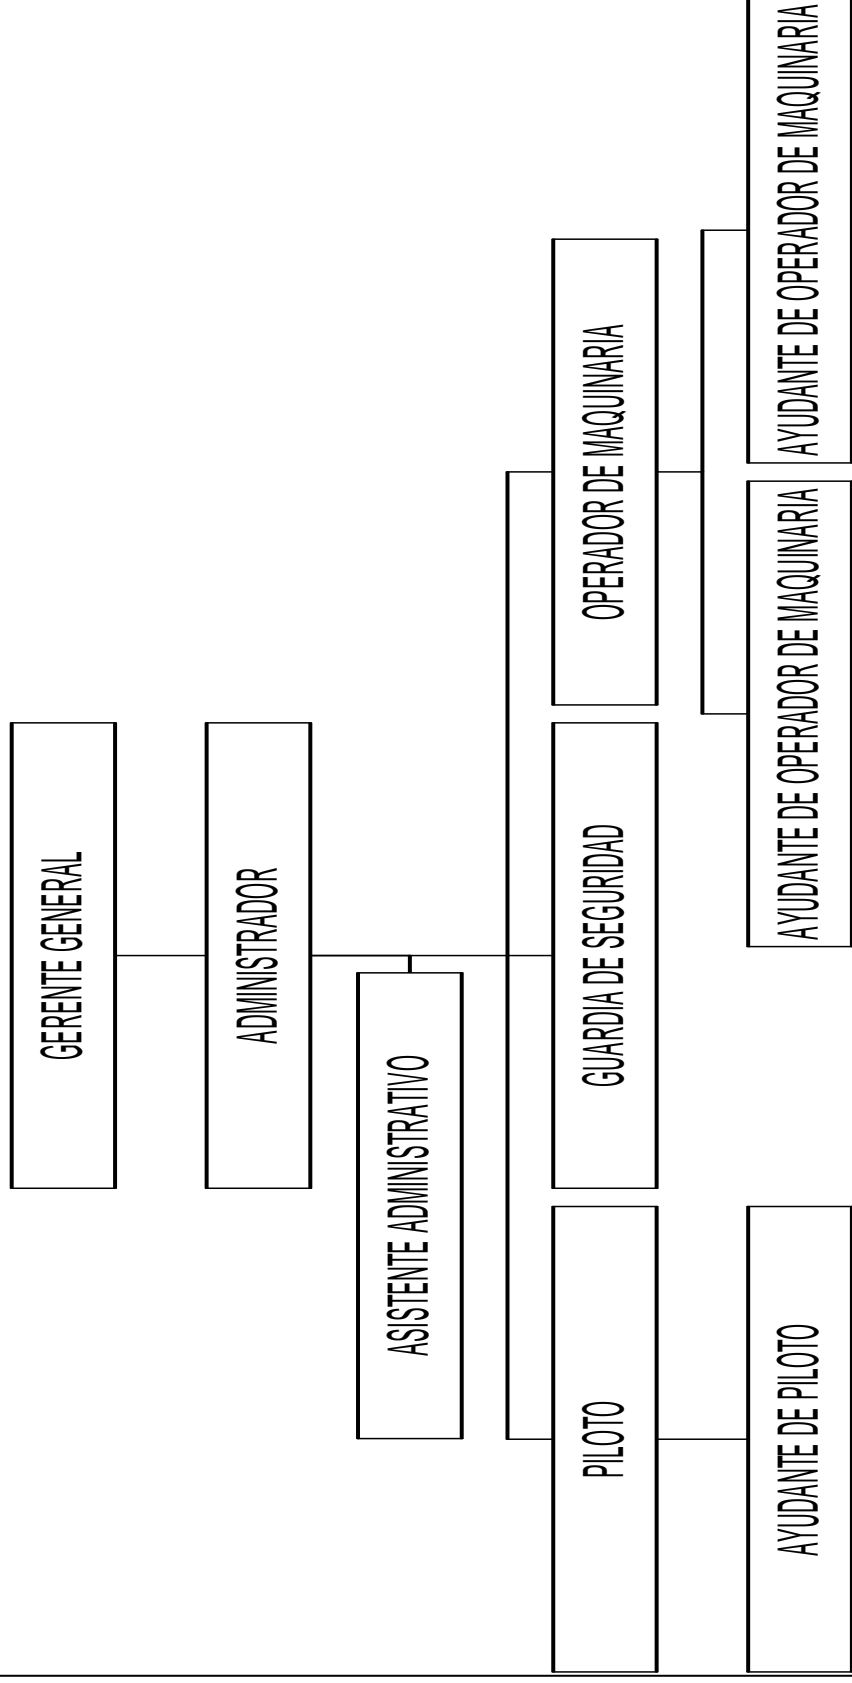 GERENTE GENERAL
ADMINISTRADOR
ASISTENTE ADMINISTRATIVO
PILOTO
GUARDIA DE SEGURIDAD
OPERADOR DE MAQUINARIA
AYUDANTE DE PILOTO
AYUDANTE DE OPERADOR DE MAQUINARIA
AYUDANTE DE OPERADOR DE MAQUINARIA